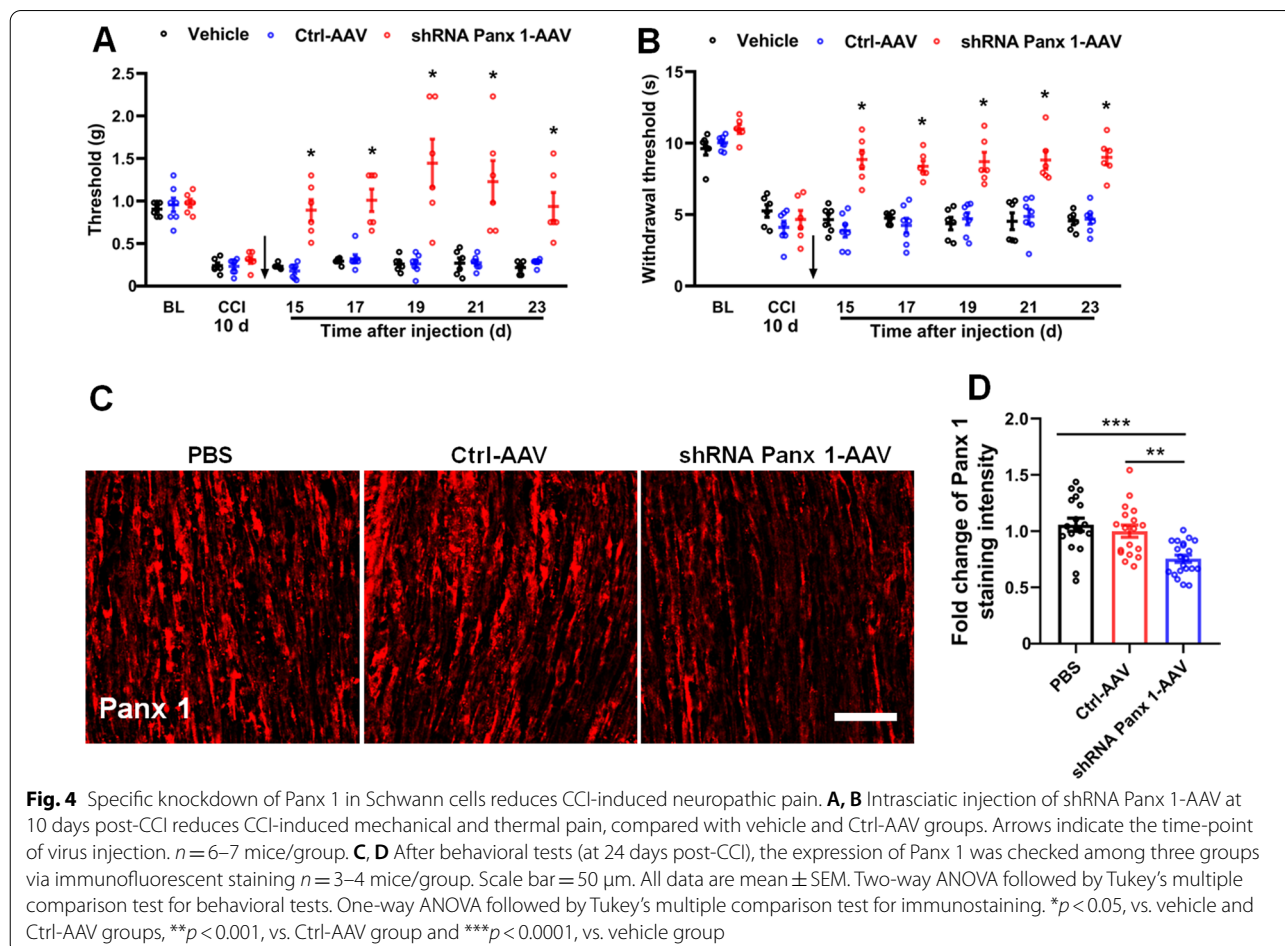 A
Vehicle Ctrl-AAV shRNA Panx 1-AAV
Threshold (g)
2.5
2.0
1.5
1.0
0.5
0
* * * * *
BL CCI 15 17 19 21 23
10 d Time after injection (d)
B
Vehicle Ctrl-AAV shRNA Panx 1-AAV
Withdrawal threshold (s)
15
10
5
0
* * * * *
BL CCI 15 17 19 21 23
10 d Time after injection (d)
C
PBS Ctrl-AAV shRNA Panx 1-AAV
Panx 1
D
Fold change of Panx 1
staining intensity
2.0
1.5
1.0
0.5
0
***
**
PBS
Ctrl-AAV
shRNA Panx 1-AAV
Fig. 4 Specific knockdown of Panx 1 in Schwann cells reduces CCI-induced neuropathic pain. A, B Intrasciatic injection of shRNA Panx 1-AAV at
10 days post-CCI reduces CCI-induced mechanical and thermal pain, compared with vehicle and Ctrl-AAV groups. Arrows indicate the time-point
of virus injection. n = 6–7 mice/group. C, D After behavioral tests (at 24 days post-CCI), the expression of Panx 1 was checked among three groups
via immunofluorescent staining n = 3–4 mice/group. Scale bar = 50 μm. All data are mean ± SEM. Two-way ANOVA followed by Tukey's multiple
comparison test for behavioral tests. One-way ANOVA followed by Tukey's multiple comparison test for immunostaining. *p < 0.05, vs. vehicle and
Ctrl-AAV groups, **p < 0.001, vs. Ctrl-AAV group and ***p < 0.0001, vs. vehicle group